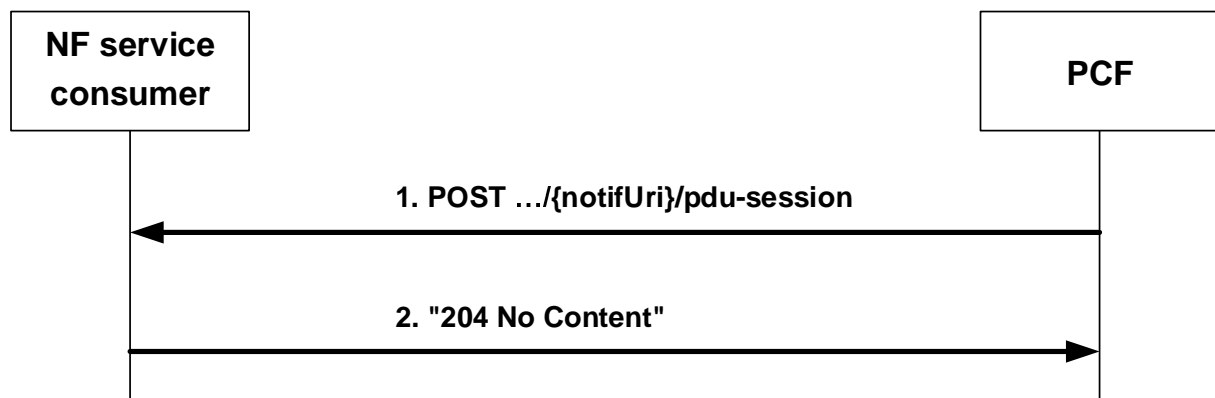 NF service
consumer
PCF
1. POST …/{notifUri}/pdu-session
2. "204 No Content"